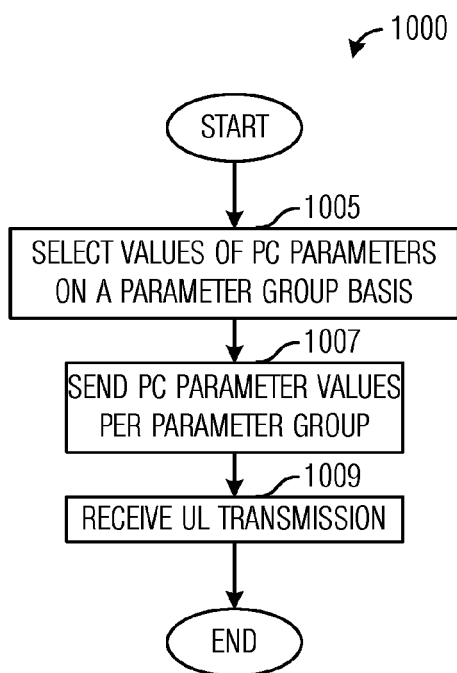 1000
START
1005
SELECT VALUES OF PC PARAMETERS
ON A PARAMETER GROUP BASIS
1007
SEND PC PARAMETER VALUES
PER PARAMETER GROUP
1009
RECEIVE UL TRANSMISSION
END